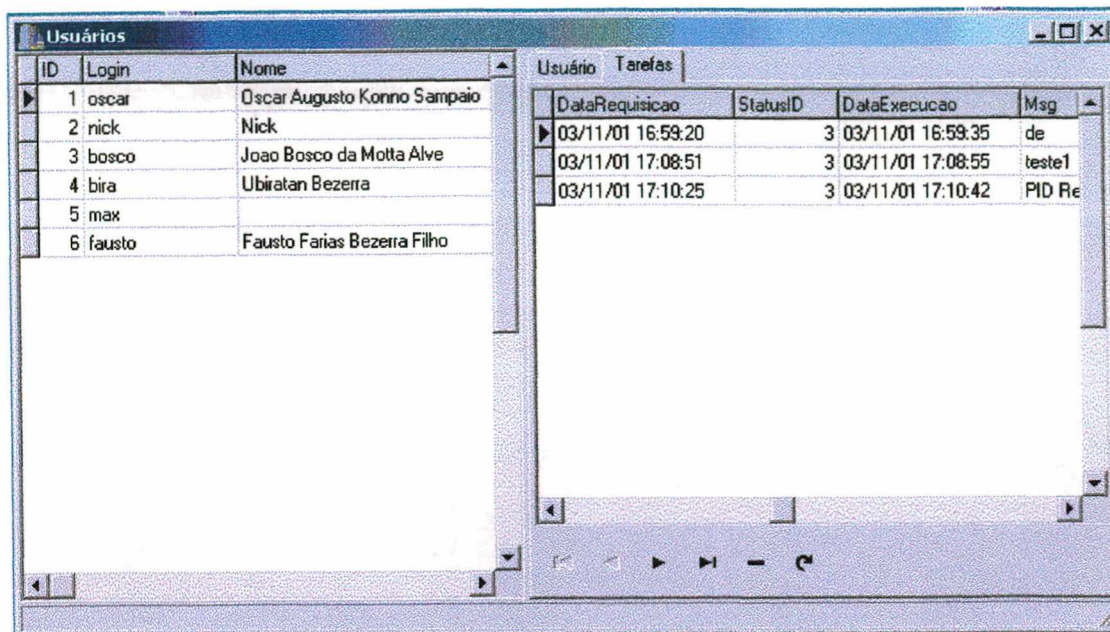 Usuários
ID Login Nome
1 oscar Oscar Augusto Konno Sampaio
2 nick Nick
3 bosco Joao Bosco da Motta Alve
4 bira Ubiratan Bezerra
5 max
6 fausto Fausto Farias Bezerra Filho
Usuário Tarefas
DataRequisicao StatusID DataExecucao Msg
03/11/01 16:59:20 3 03/11/01 16:59:35 de
03/11/01 17:08:51 3 03/11/01 17:08:55 teste1
03/11/01 17:10:25 3 03/11/01 17:10:42 PID Re